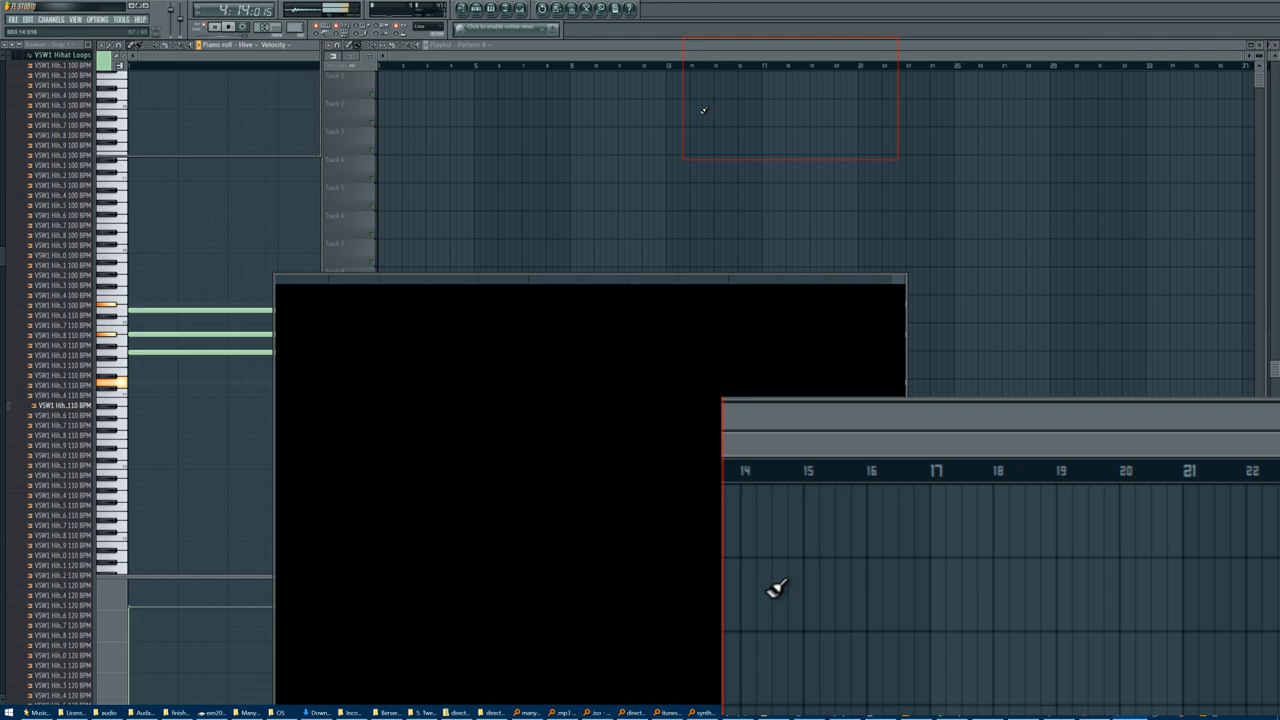 FL STUDIO
4:14:015
FILE EDIT CHANNELS VIEW OPTIONS TOOLS HELP
003:14:016
Click to enable online news
Browser - Snap 1
Piano roll - Hive - Velocity
Playlist - Pattern 4
VSW1 Hihat Loops
VSW1 Hih..1 100 BPM
VSW1 Hih..2 100 BPM
VSW1 Hih..3 100 BPM
VSW1 Hih..4 100 BPM
VSW1 Hih..5 100 BPM
VSW1 Hih..6 100 BPM
VSW1 Hih..7 100 BPM
VSW1 Hih..8 100 BPM
VSW1 Hih..9 100 BPM
VSW1 Hih..0 100 BPM
VSW1 Hih..1 100 BPM
VSW1 Hih..2 100 BPM
VSW1 Hih..3 100 BPM
VSW1 Hih..4 100 BPM
VSW1 Hih..5 100 BPM
VSW1 Hih..6 100 BPM
VSW1 Hih..7 100 BPM
VSW1 Hih..8 100 BPM
VSW1 Hih..9 100 BPM
VSW1 Hih..0 100 BPM
VSW1 Hih..1 100 BPM
VSW1 Hih..2 100 BPM
VSW1 Hih..3 100 BPM
VSW1 Hih..4 100 BPM
VSW1 Hih..5 100 BPM
VSW1 Hih..6 110 BPM
VSW1 Hih..7 110 BPM
VSW1 Hih..8 110 BPM
VSW1 Hih..9 110 BPM
VSW1 Hih..0 110 BPM
VSW1 Hih..1 110 BPM
VSW1 Hih..2 110 BPM
VSW1 Hih..3 110 BPM
VSW1 Hih..4 110 BPM
VSW1 Hih..110 BPM
VSW1 Hih..6 110 BPM
VSW1 Hih..7 110 BPM
VSW1 Hih..8 110 BPM
VSW1 Hih..9 110 BPM
VSW1 Hih..0 110 BPM
VSW1 Hih..1 110 BPM
VSW1 Hih..2 110 BPM
VSW1 Hih..3 110 BPM
VSW1 Hih..4 110 BPM
VSW1 Hih..5 110 BPM
VSW1 Hih..6 110 BPM
VSW1 Hih..7 110 BPM
VSW1 Hih..8 110 BPM
VSW1 Hih..9 110 BPM
VSW1 Hih..0 110 BPM
VSW1 Hih..1 110 BPM
VSW1 Hih..2 110 BPM
VSW1 Hih..3 120 BPM
VSW1 Hih..4 120 BPM
VSW1 Hih..5 120 BPM
VSW1 Hih..6 120 BPM
VSW1 Hih..7 120 BPM
VSW1 Hih..8 120 BPM
VSW1 Hih..9 120 BPM
VSW1 Hih..0 120 BPM
VSW1 Hih..1 120 BPM
VSW1 Hih..2 120 BPM
VSW1 Hih..3 120 BPM
VSW1 Hih..4 120 BPM
Track 1
Track 2
Track 3
Track 4
Track 5
Track 6
Track 7
14 15 16 17 18 19 20 21 22
Music... Licens... audio Auda... finish... exn20... Many... OS Down... Inco... Berser... 5. Twe... direct... direct... many... .mp3 ... .iso - ... direct... itunes... synth...